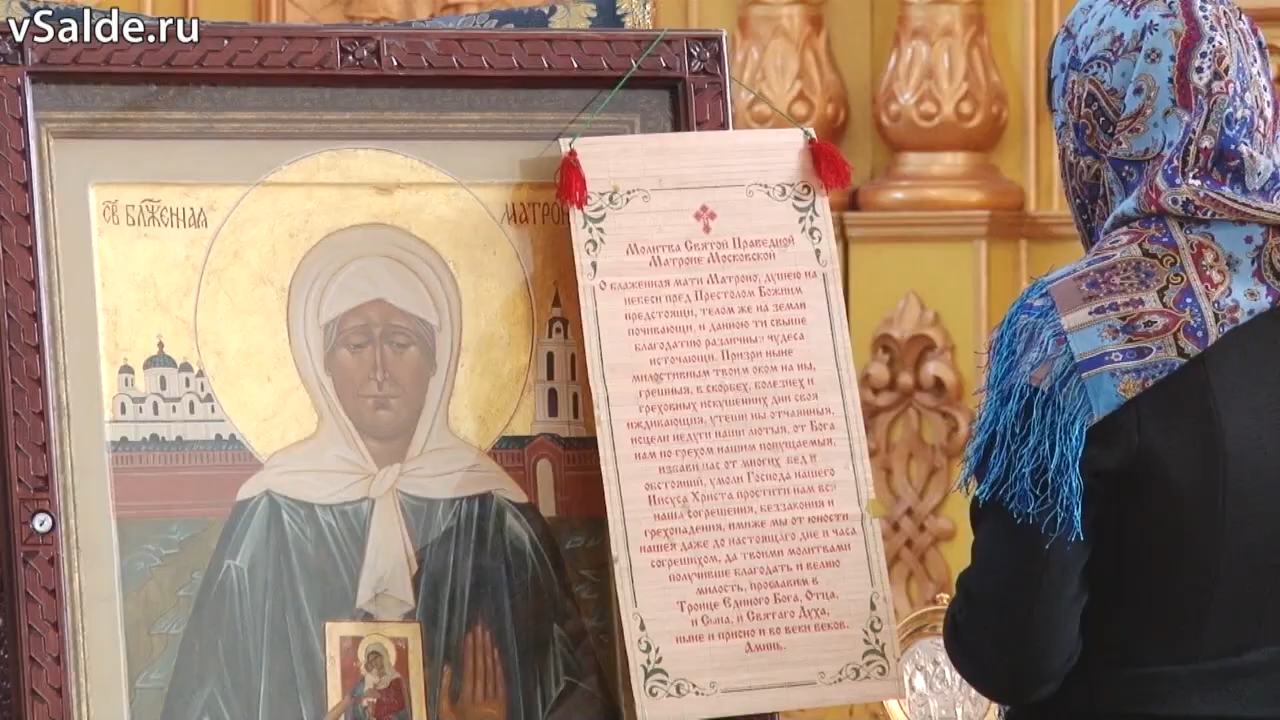 vSalde.ru
СВ БЛЖЕННАЯ
МАТРОН
Молитва Святой Праведной
Матроне Московской
О блаженная мати Матроно, душею на
небеси пред Престолом Божиим
предстоящи, телом же на земли
почивающи, и данною ти свыше
благодатию различныя чудеса
источающи. Призри ныне
милостивным твоим оком на ны,
грешныя, в скорбех, болезнех и
греховных искушениих дни своя
иждивающия, утеши ны отчаянныя,
исцели недуги наши лютыя, от Бога
нам по грехом нашим попущаемыя,
избави нас от многих бед и
обстояний, умоли Господа нашего
Иисуса Христа простити нам вся
наша согрешения, беззакония и
грехопадения, имиже мы от юности
нашея даже до настоящаго дне и часа
согрешихом, да твоими молитвами
получивше благодать и велию
милость, прославим в
Троице Единого Бога, Отца,
и Сына, и Святаго Духа,
ныне и присно и во веки веков.
Аминь.